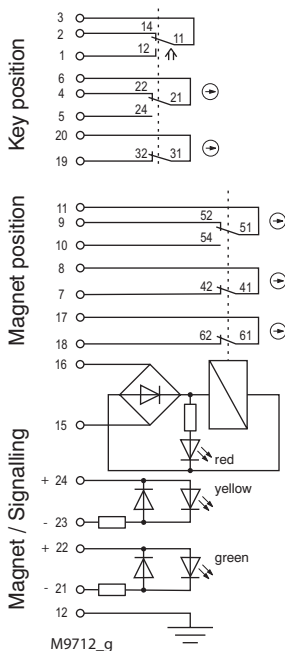 Key position
3
2 14
11
1 12
6
4 22
21
5 24
20
19 32 31
Magnet position
11
9 52
51
10 54
8
7 42 41
17
18 62 61
Magnet / Signalling
16
15
red
+ 24
yellow
- 23
+ 22
green
- 21
12
M9712_g